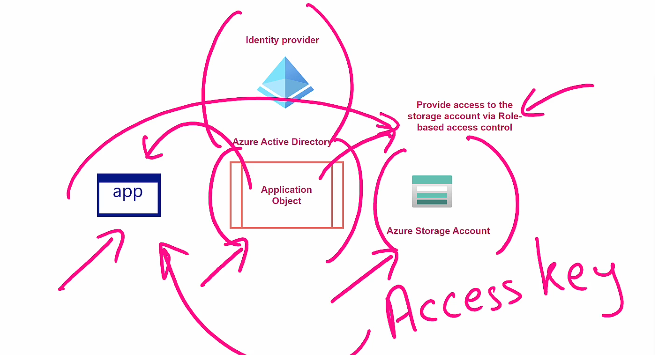 Identity provider
Provide access to the
storage account via Role-
based access control
Azure Active Directory
app
Application
Object
Azure Storage Account
Access key